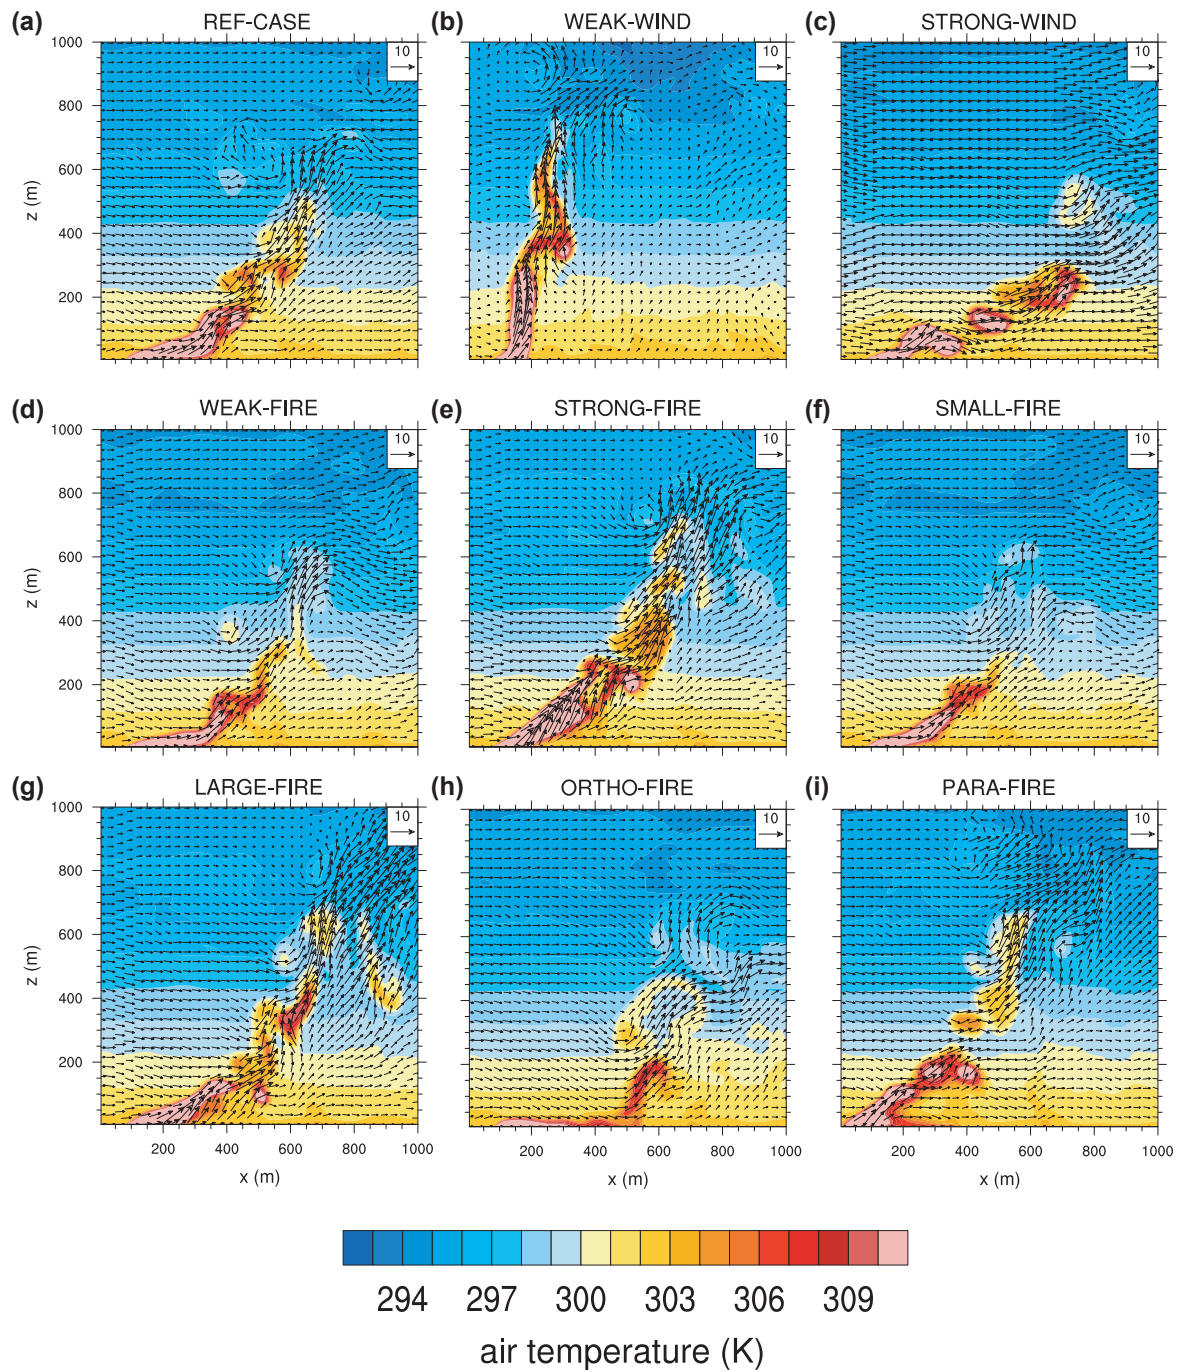 (a) REF-CASE (b) WEAK-WIND (c) STRONG-WIND
1000 10 10 10
800
600
z (m)
400
200
(d) WEAK-FIRE (e) STRONG-FIRE (f) SMALL-FIRE
1000 10 10 10
800
600
z (m)
400
200
(g) LARGE-FIRE (h) ORTHO-FIRE (i) PARA-FIRE
1000 10 10 10
800
600
z (m)
400
200
200 400 600 800 1000 200 400 600 800 1000 200 400 600 800 1000
x (m) x (m) x (m)
294 297 300 303 306 309
air temperature (K)